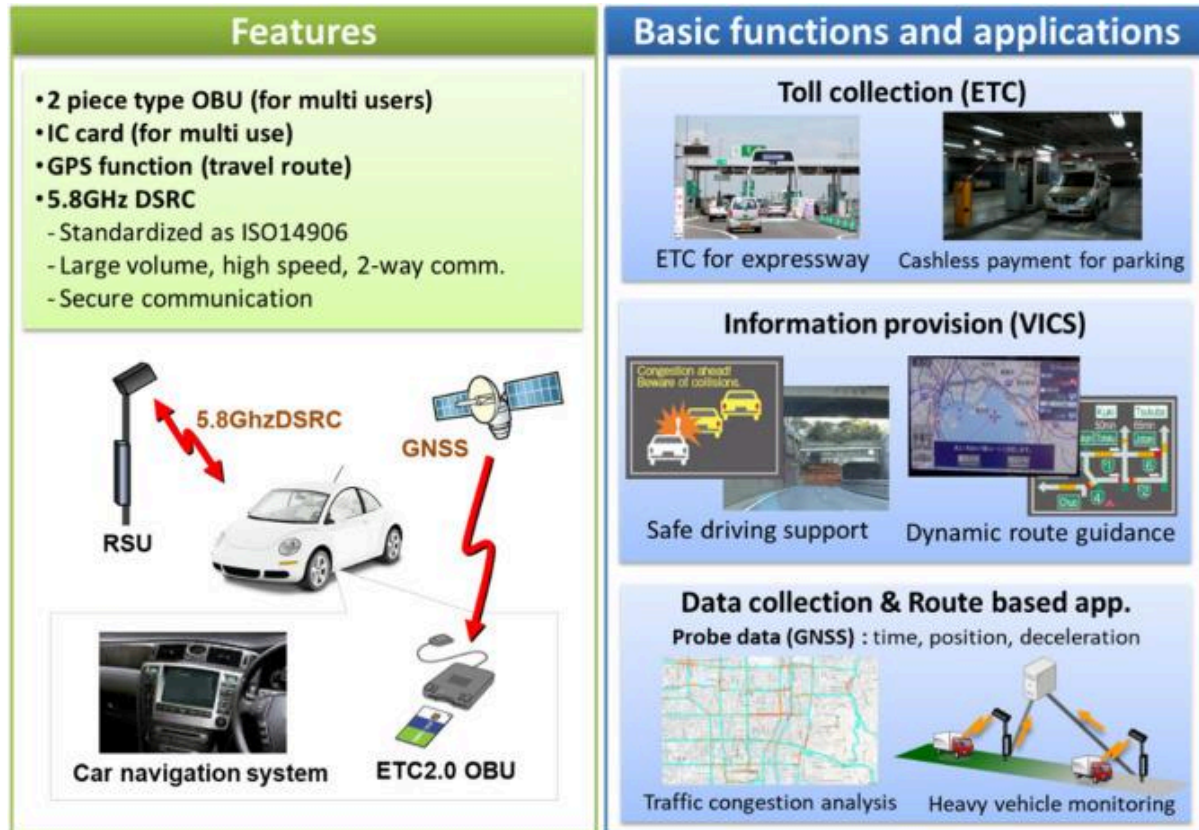 Features
•2 piece type OBU (for multi users)
•IC card (for multi use)
•GPS function (travel route)
•5.8GHz DSRC
- Standardized as ISO14906
- Large volume, high speed, 2-way comm.
- Secure communication
5.8GhzDSRC
GNSS
RSU
Car navigation system
ETC2.0 OBU
Basic functions and applications
Toll collection (ETC)
ETC for expressway
Cashless payment for parking
Information provision (VICS)
Congestion ahead!
Beware of collisions.
Kuki
Tsukuba
50min
65min
Safe driving support
Dynamic route guidance
Data collection & Route based app.
Probe data (GNSS) : time, position, deceleration
Traffic congestion analysis
Heavy vehicle monitoring